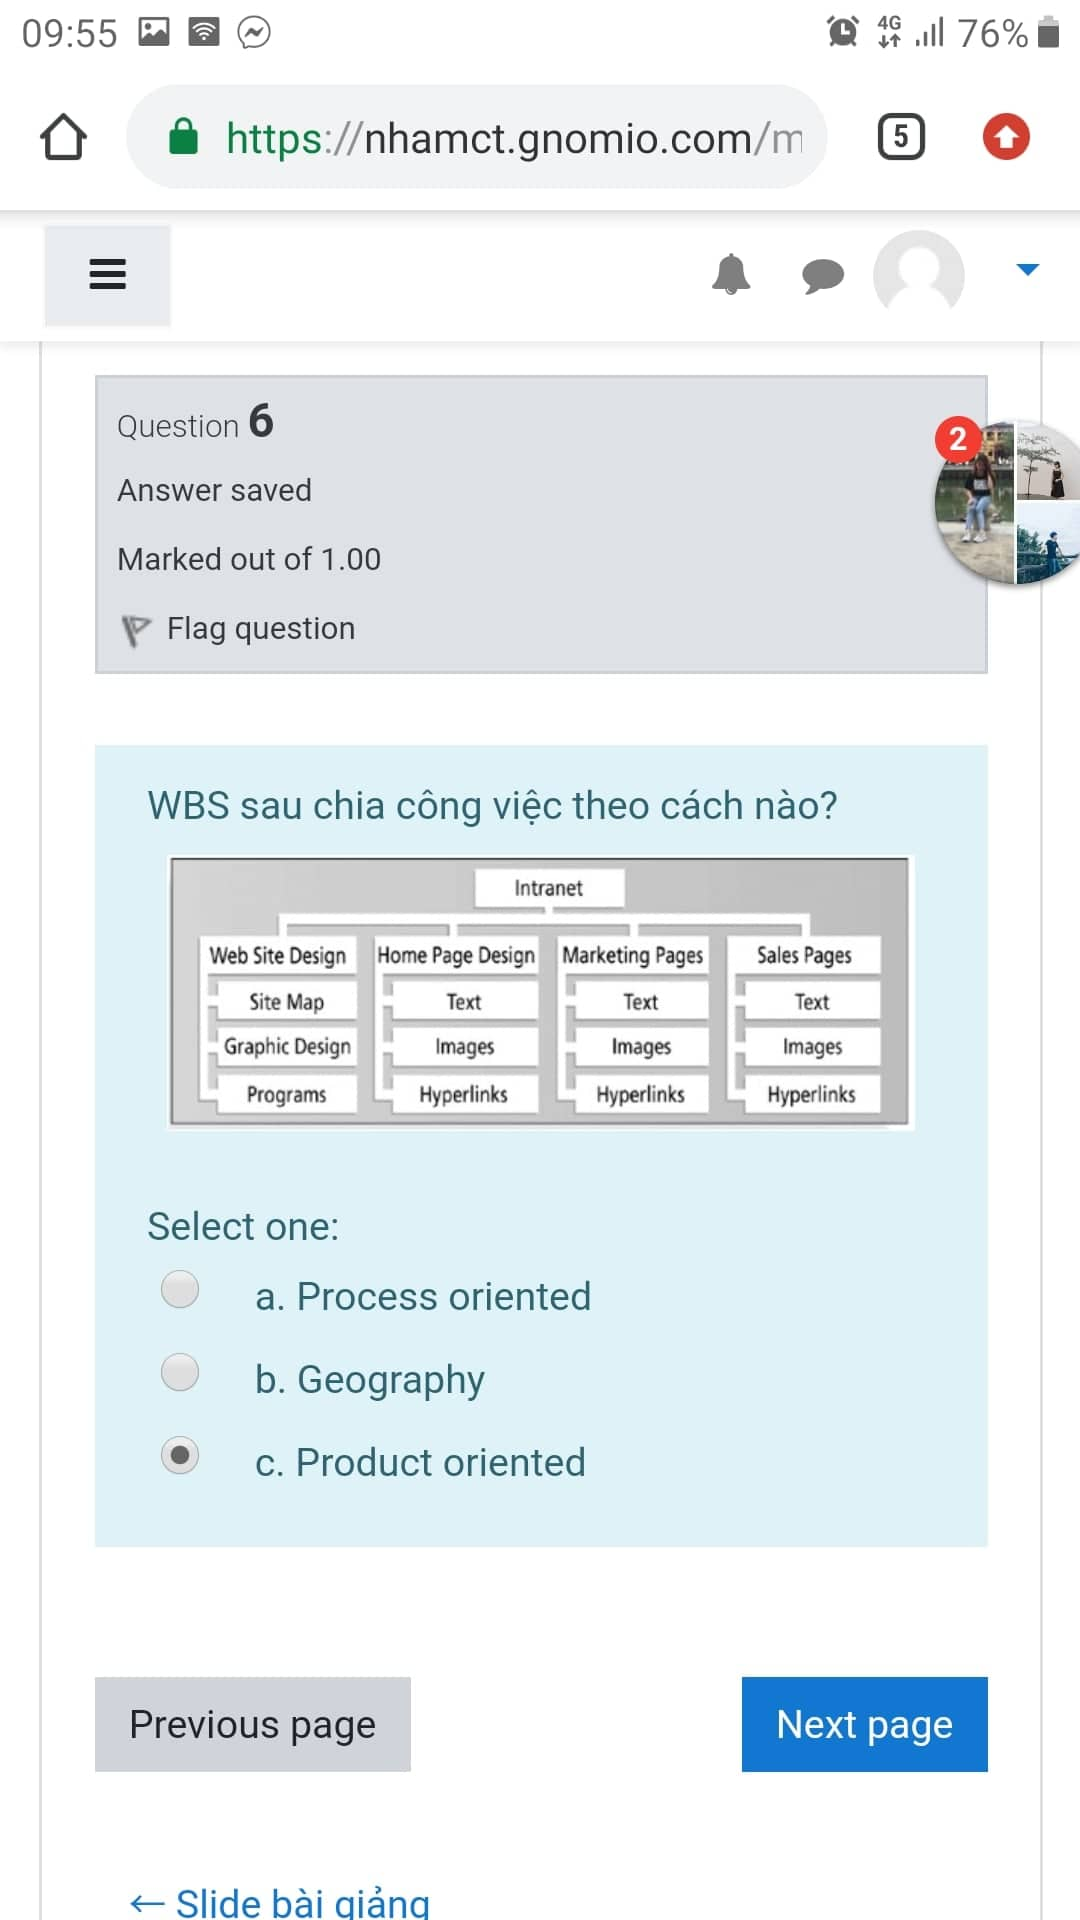 09:55 4G 76%
https://nhamct.gnomio.com/m 5
Question 6
2
Answer saved
Marked out of 1.00
Flag question
WBS sau chia công việc theo cách nào?
Intranet
Web Site Design Home Page Design Marketing Pages Sales Pages
Site Map Text Text Text
Graphic Design Images Images Images
Programs Hyperlinks Hyperlinks Hyperlinks
Select one:
a. Process oriented
b. Geography
c. Product oriented
Previous page Next page
← Slide bài giảng